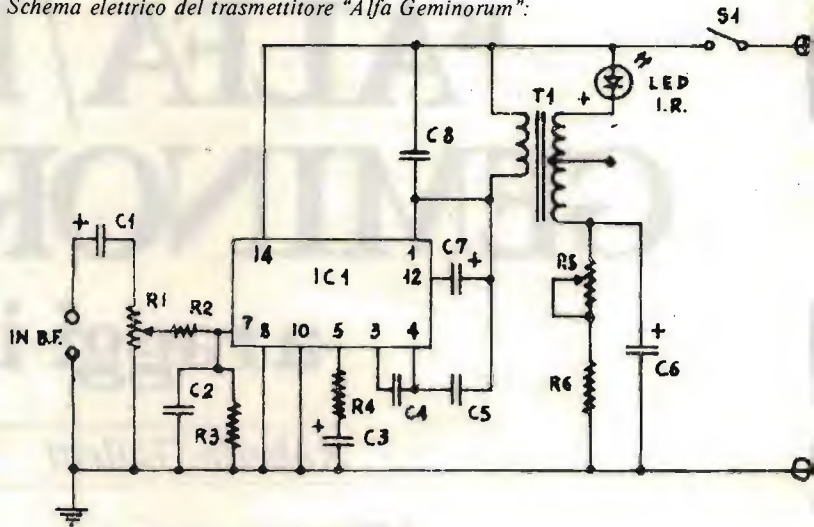 Schema elettrico del trasmettitore "Alfa Geminorum":
S1
+
LED
I.R.
T1
+
C8
14
1
IC1
12
C7
+
+
C1
R1
R2
7
8
10
5
3
4
IN B.F.
C2
R3
R4
+
C3
C4
C5
R5
R6
+
C6